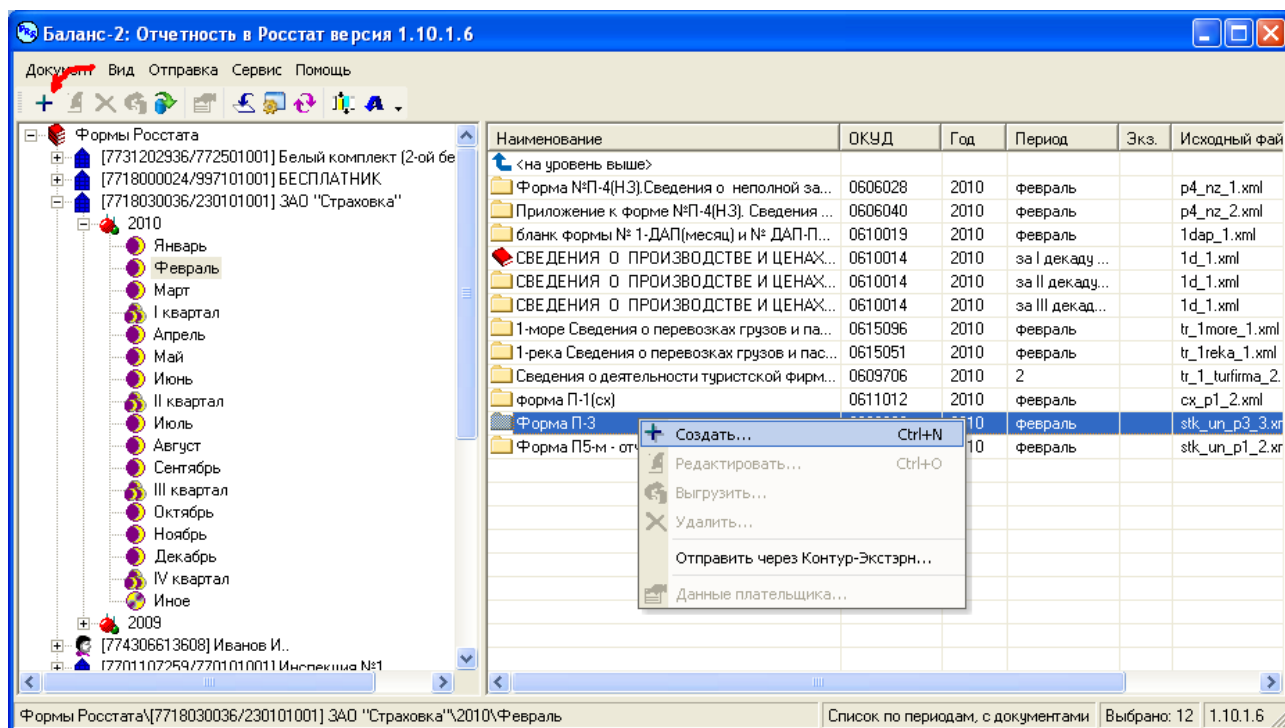 Баланс-2: Отчетность в Росстат версия 1.10.1.6
Документ Вид Отправка Сервис Помощь
Формы Росстата
[7731202936/772501001] Белый комплект (2-ой бе
[7718000024/997101001] БЕСПЛАТНИК
[7718030036/230101001] ЗАО "Страховка"
2010
Январь
Февраль
Март
I квартал
Апрель
Май
Июнь
II квартал
Июль
Август
Сентябрь
III квартал
Октябрь
Ноябрь
Декабрь
IV квартал
Иное
2009
[774306613608] Иванов И..
[7701107259/770101001] Инспекция №1
Наименование ОКУД Год Период Экз. Исходный фай
<на уровень выше>
Форма №П-4(НЗ).Сведения о неполной за... 0606028 2010 февраль p4_nz_1.xml
Приложение к форме №П-4(НЗ). Сведения ... 0606040 2010 февраль p4_nz_2.xml
бланк формы № 1-ДАП(месяц) и № ДАП-П... 0610019 2010 февраль 1dap_1.xml
СВЕДЕНИЯ О ПРОИЗВОДСТВЕ И ЦЕНАХ... 0610014 2010 за I декаду ... 1d_1.xml
СВЕДЕНИЯ О ПРОИЗВОДСТВЕ И ЦЕНАХ... 0610014 2010 за II декаду... 1d_1.xml
СВЕДЕНИЯ О ПРОИЗВОДСТВЕ И ЦЕНАХ... 0610014 2010 за III декад... 1d_1.xml
1-море Сведения о перевозках грузов и па... 0615096 2010 февраль tr_1more_1.xml
1-река Сведения о перевозках грузов и пас... 0615051 2010 февраль tr_1reka_1.xml
Сведения о деятельности туристской фирм... 0609706 2010 2 tr_1_turfirma_2.
форма П-1(сх) 0611012 2010 февраль cx_p1_2.xml
Форма П-3 10 февраль stk_un_p3_3.xm
Форма П5-м - от 10 февраль stk_un_p1_2.xm
Создать... Ctrl+N
Редактировать... Ctrl+O
Выгрузить...
Удалить...
Отправить через Контур-Экстэрн...
Данные плательщика...
Формы Росстата\[7718030036/230101001] ЗАО "Страховка"\2010\Февраль Список по периодам, с документами Выбрано: 12 1.10.1.6